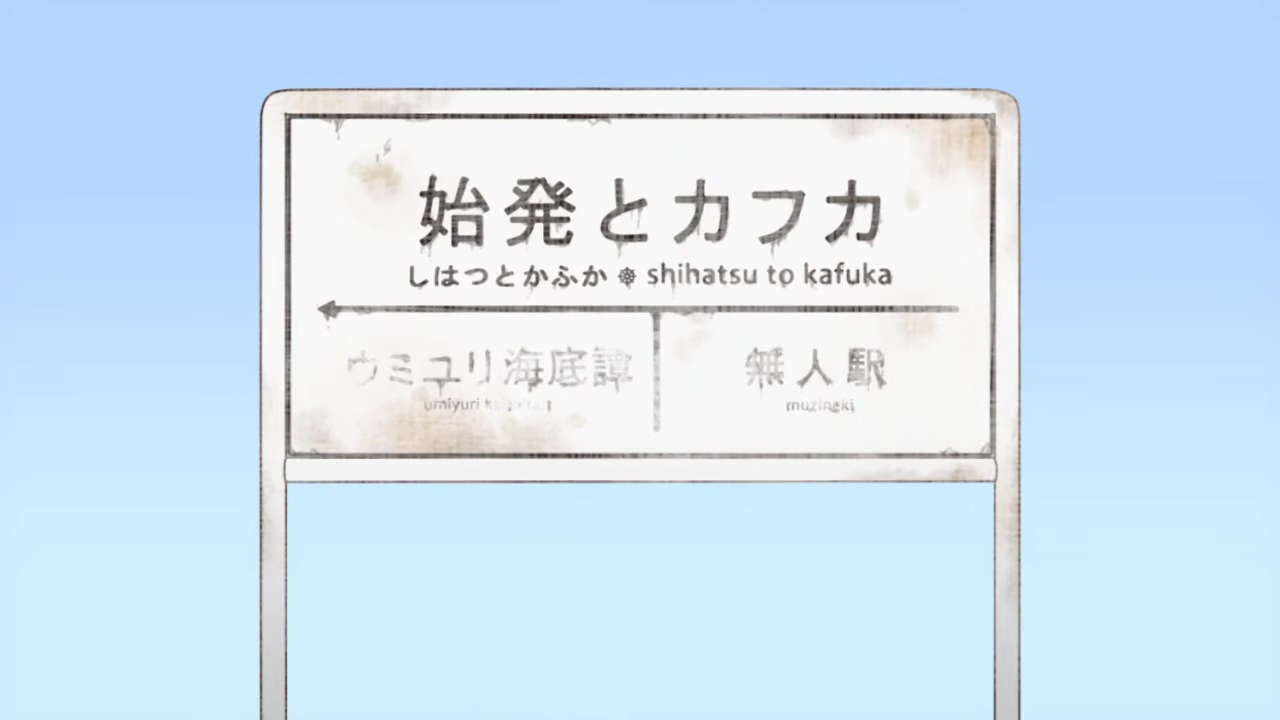 始発とカフカ
しはつとかふか ❁ shihatsu to kafuka
ウミユリ海底譚 無人駅
umiyuri muzineki